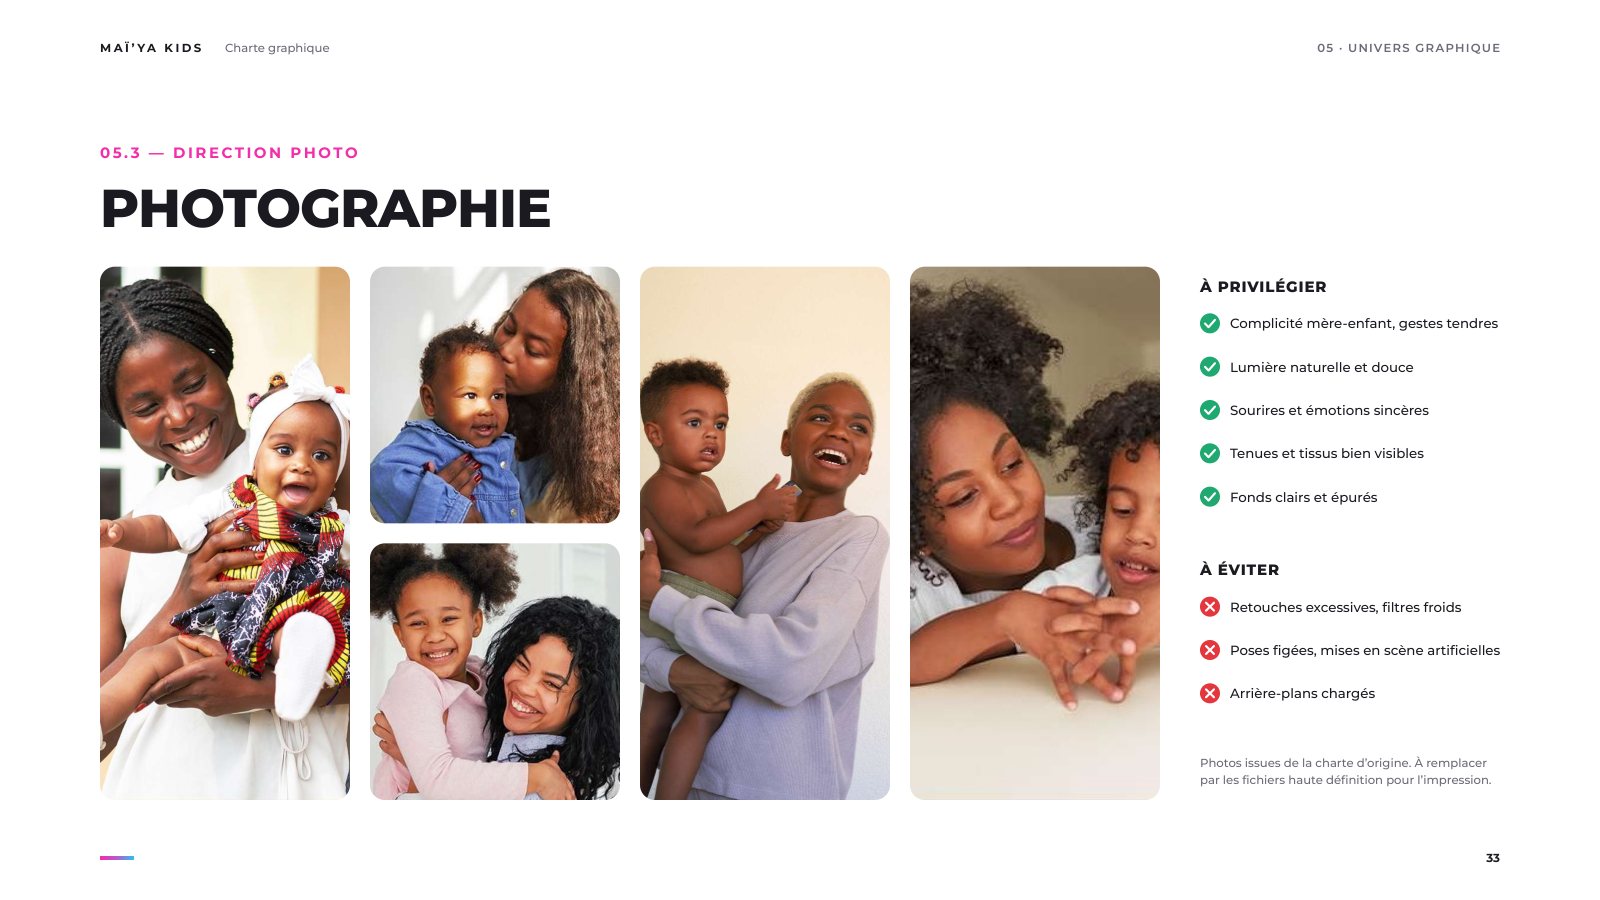 MAÏ’YA KIDS Charte graphique
05 · UNIVERS GRAPHIQUE
05.3 — DIRECTION PHOTO
PHOTOGRAPHIE
À PRIVILÉGIER
Complicité mère-enfant, gestes tendres
Lumière naturelle et douce
Sourires et émotions sincères
Tenues et tissus bien visibles
Fonds clairs et épurés
À ÉVITER
Retouches excessives, filtres froids
Poses figées, mises en scène artificielles
Arrière-plans chargés
Photos issues de la charte d’origine. À remplacer
par les fichiers haute définition pour l’impression.
33